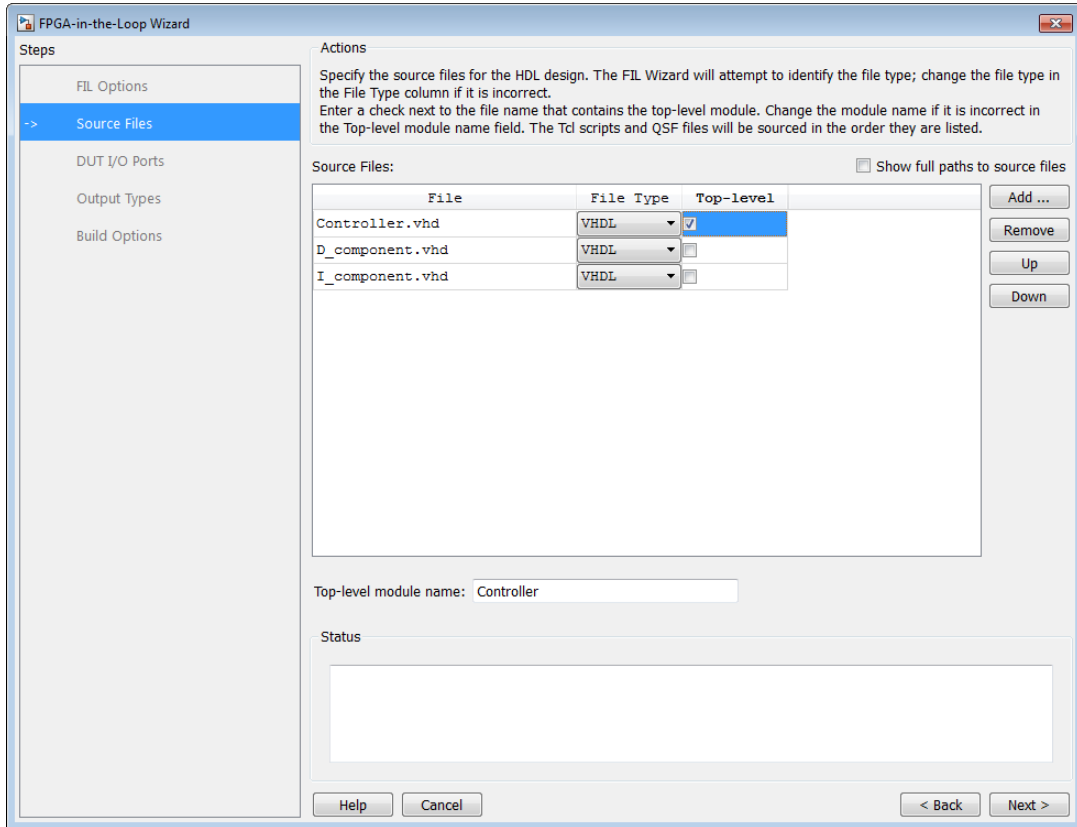 FPGA-in-the-Loop Wizard
Steps
FIL Options
-> Source Files
DUT I/O Ports
Output Types
Build Options
Actions
Specify the source files for the HDL design. The FIL Wizard will attempt to identify the file type; change the file type in
the File Type column if it is incorrect.
Enter a check next to the file name that contains the top-level module. Change the module name if it is incorrect in
the Top-level module name field. The Tcl scripts and QSF files will be sourced in the order they are listed.
Source Files: Show full paths to source files
File File Type Top-level
Controller.vhd VHDL
D_component.vhd VHDL
I_component.vhd VHDL
Add ...
Remove
Up
Down
Top-level module name: Controller
Status
Help Cancel < Back Next >